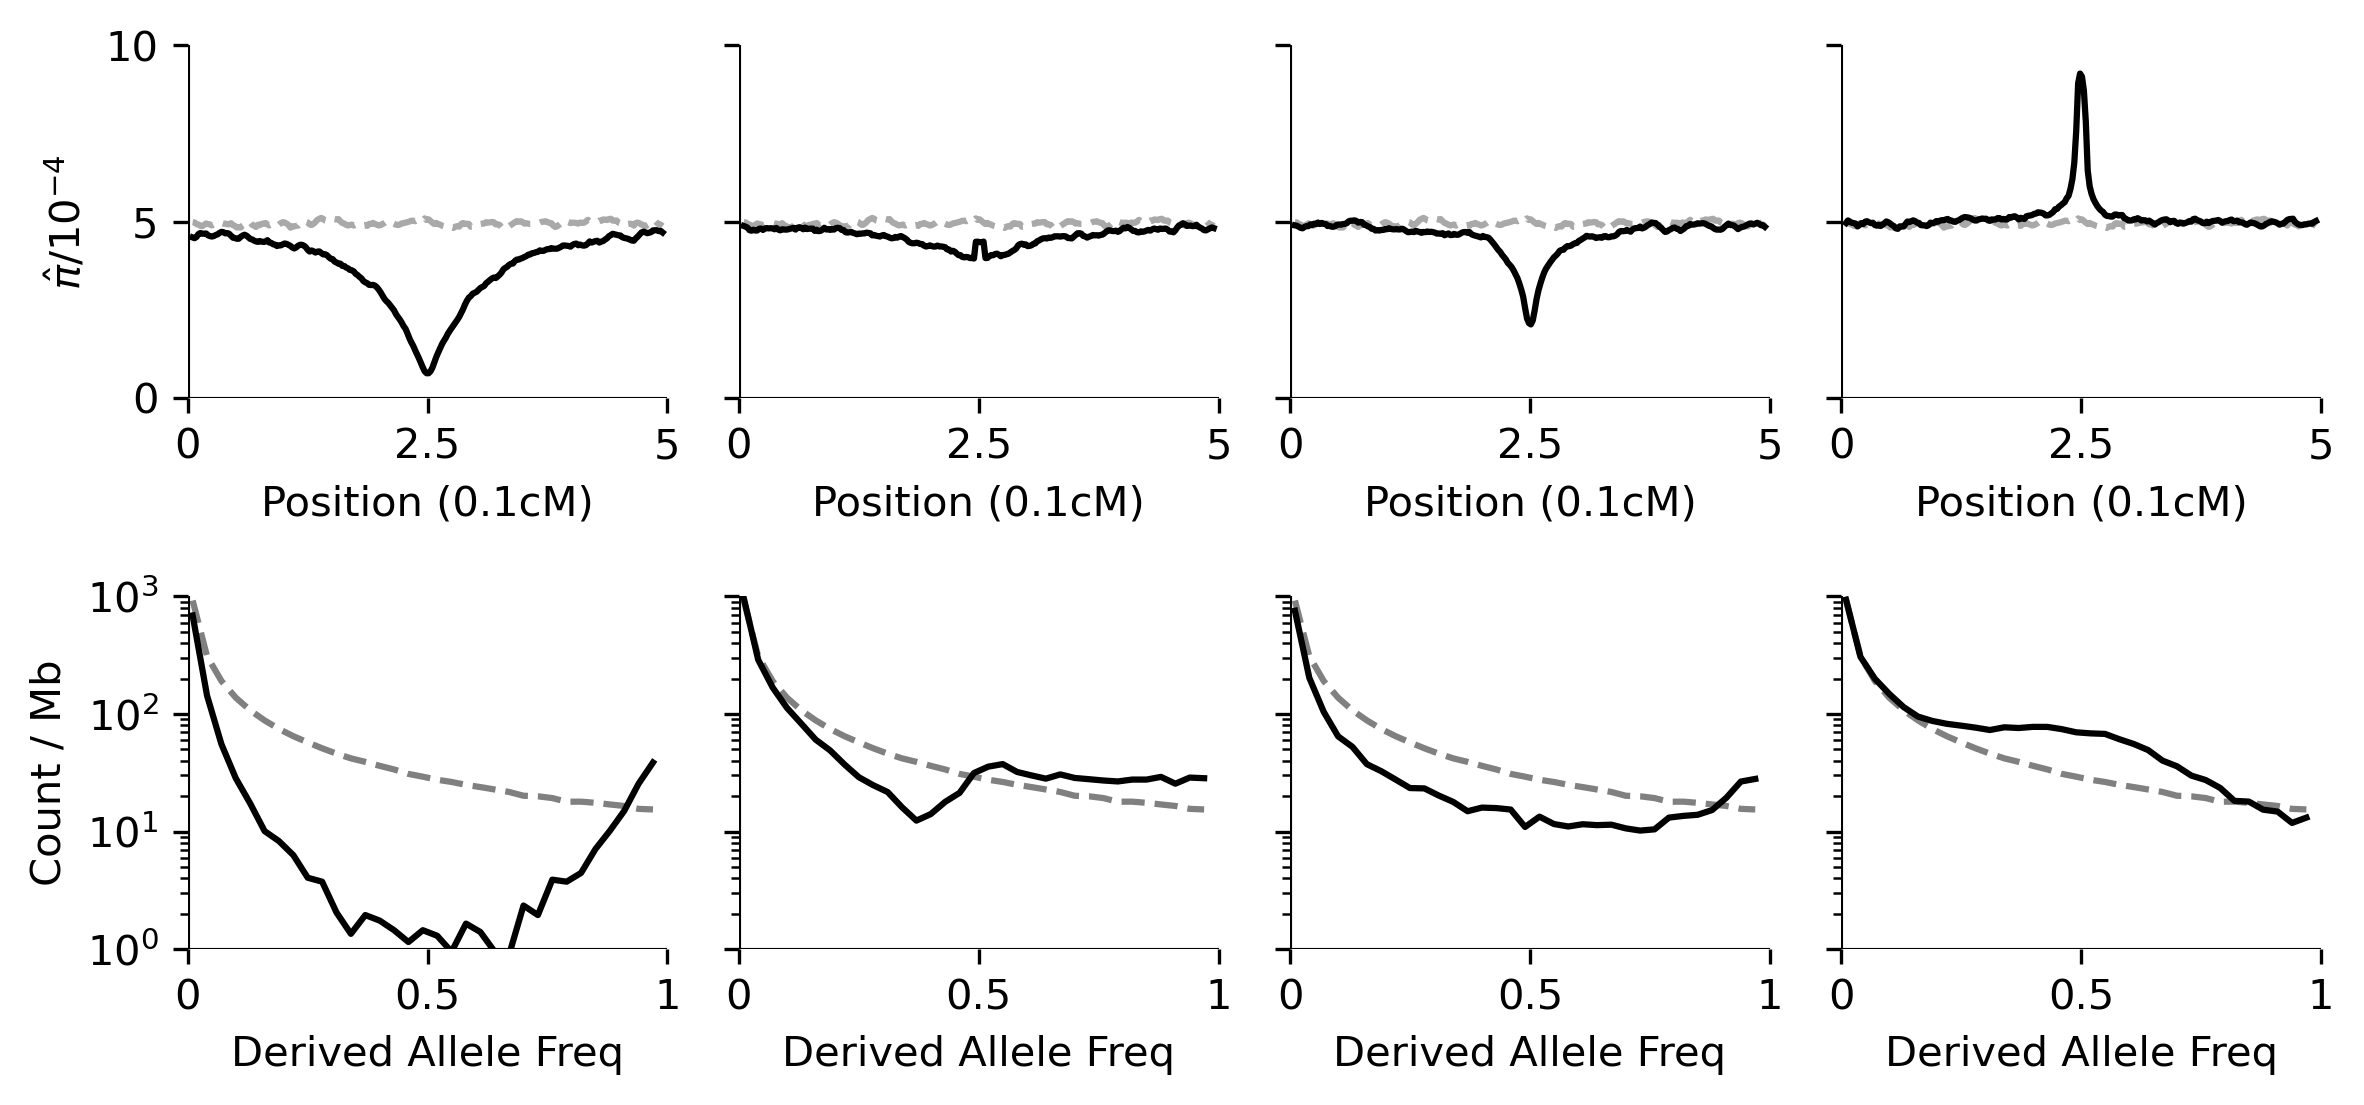 10
5
0
π̂/10⁻⁴
0 2.5 5
0 2.5 5
0 2.5 5
0 2.5 5
Position (0.1cM)
Position (0.1cM)
Position (0.1cM)
Position (0.1cM)
10³
10²
10¹
10⁰
Count / Mb
0 0.5 1
0 0.5 1
0 0.5 1
0 0.5 1
Derived Allele Freq
Derived Allele Freq
Derived Allele Freq
Derived Allele Freq